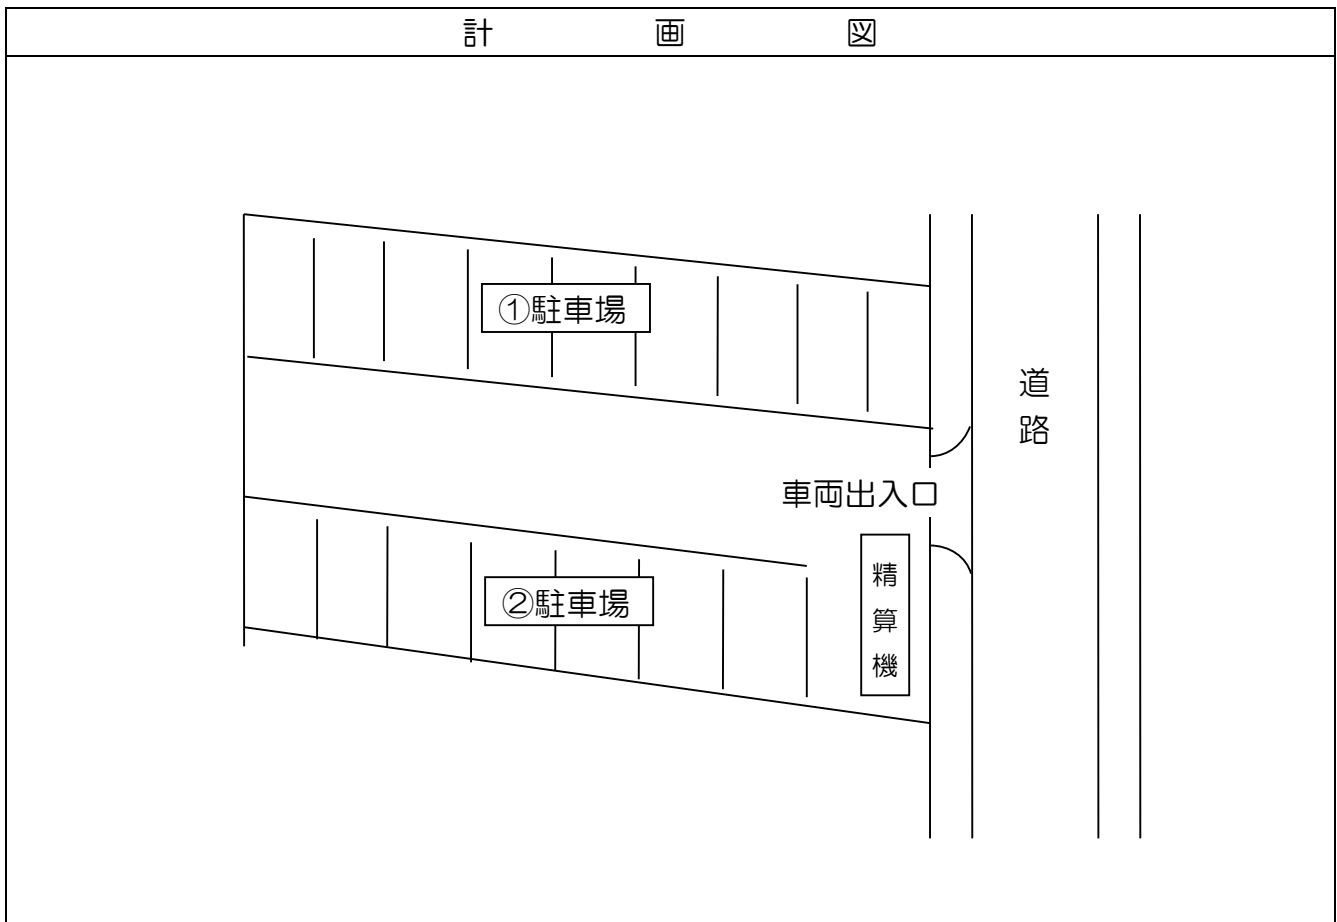 計画図
①駐車場
道路
車両出入口
②駐車場
精算機